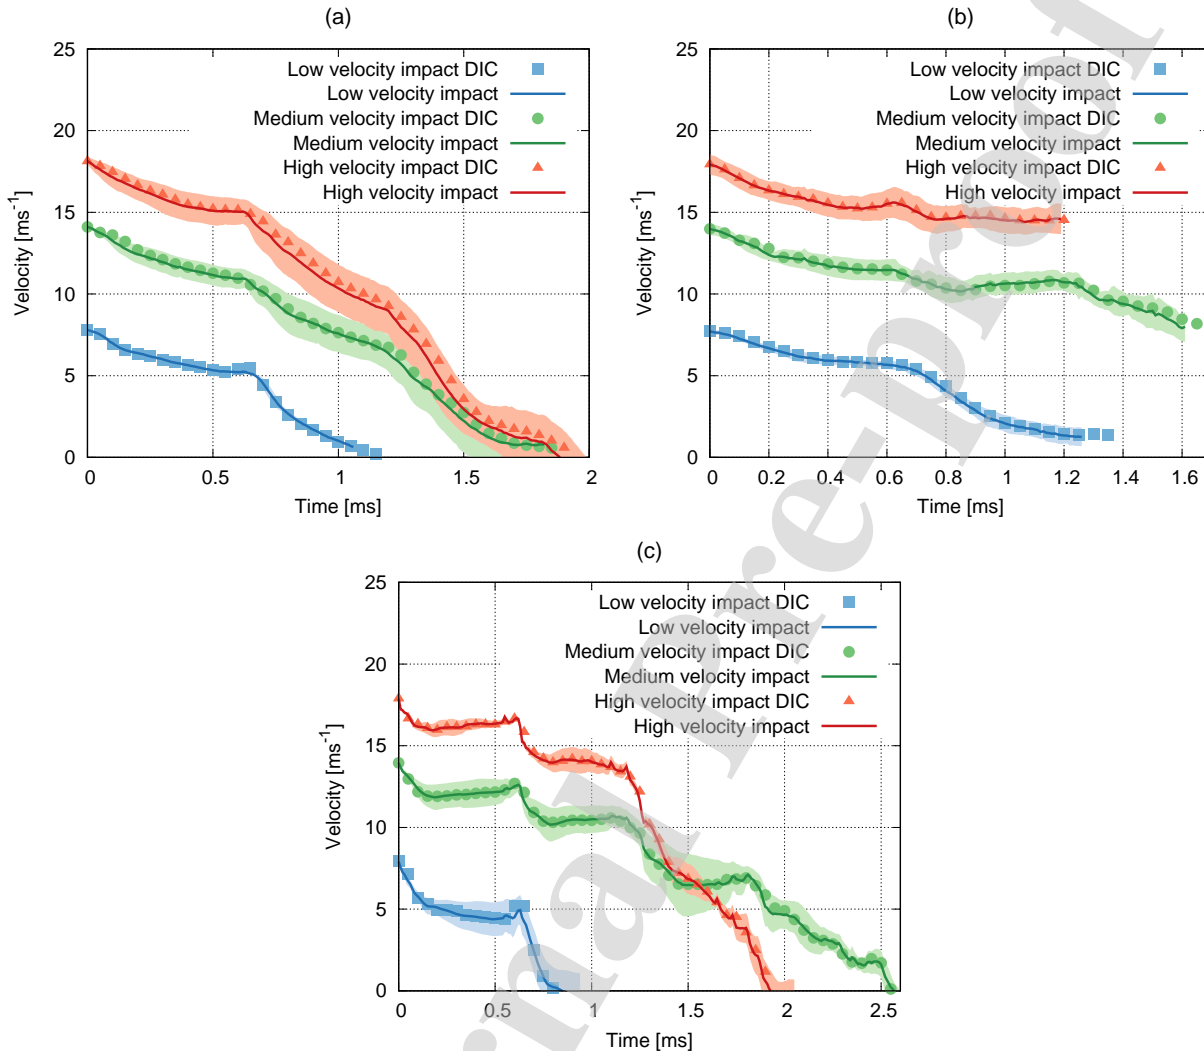 (a)
25
20
15
10
5
0
Velocity [ms-1]
Low velocity impact DIC
Low velocity impact
Medium velocity impact DIC
Medium velocity impact
High velocity impact DIC
High velocity impact
0 0.5 1 1.5 2
Time [ms]
(b)
25
20
15
10
5
0
Velocity [ms-1]
Low velocity impact DIC
Low velocity impact
Medium velocity impact DIC
Medium velocity impact
High velocity impact DIC
High velocity impact
0 0.2 0.4 0.6 0.8 1 1.2 1.4 1.6
Time [ms]
(c)
25
20
15
10
5
0
Velocity [ms-1]
Low velocity impact DIC
Low velocity impact
Medium velocity impact DIC
Medium velocity impact
High velocity impact DIC
High velocity impact
0 0.5 1 1.5 2 2.5
Time [ms]
nal Pre-proof